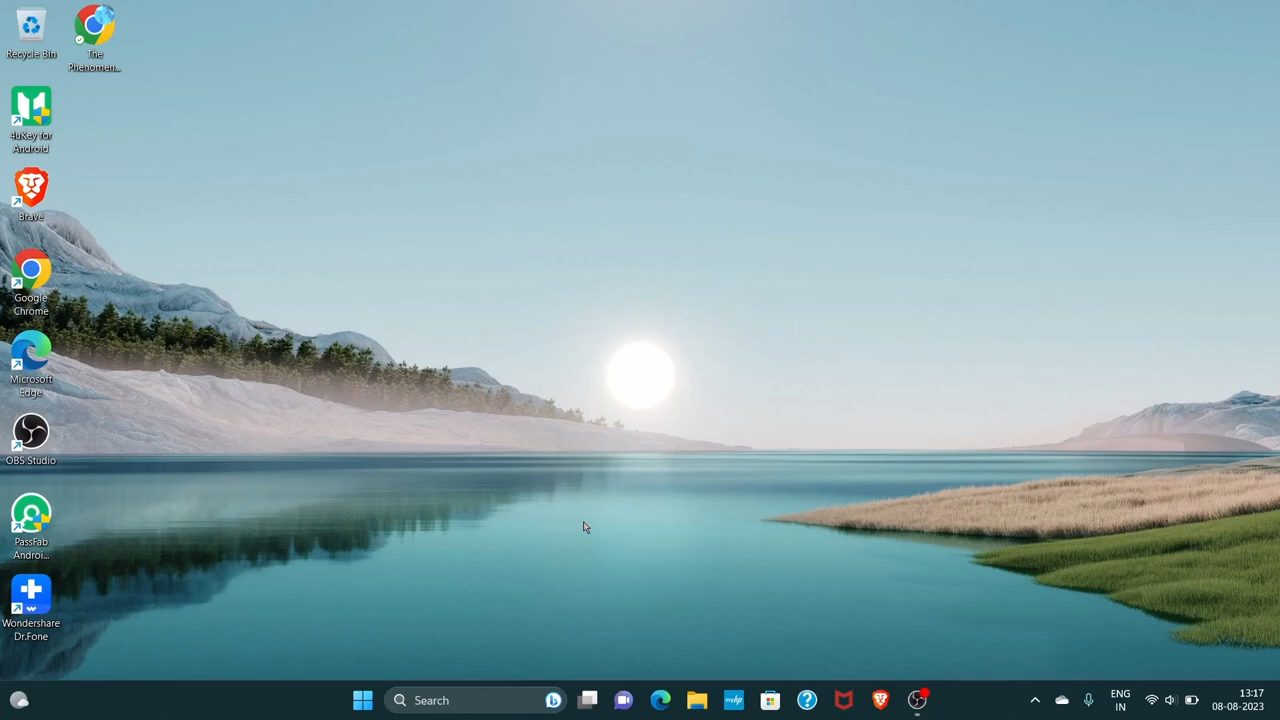 Recycle Bin
The
Phenomen...
4uKey for
Android
Brave
Google
Chrome
Microsoft
Edge
OBS Studio
PassFab
Androi...
Wondershare
Dr.Fone
Search
myhp
ENG
IN
13:17
08-08-2023